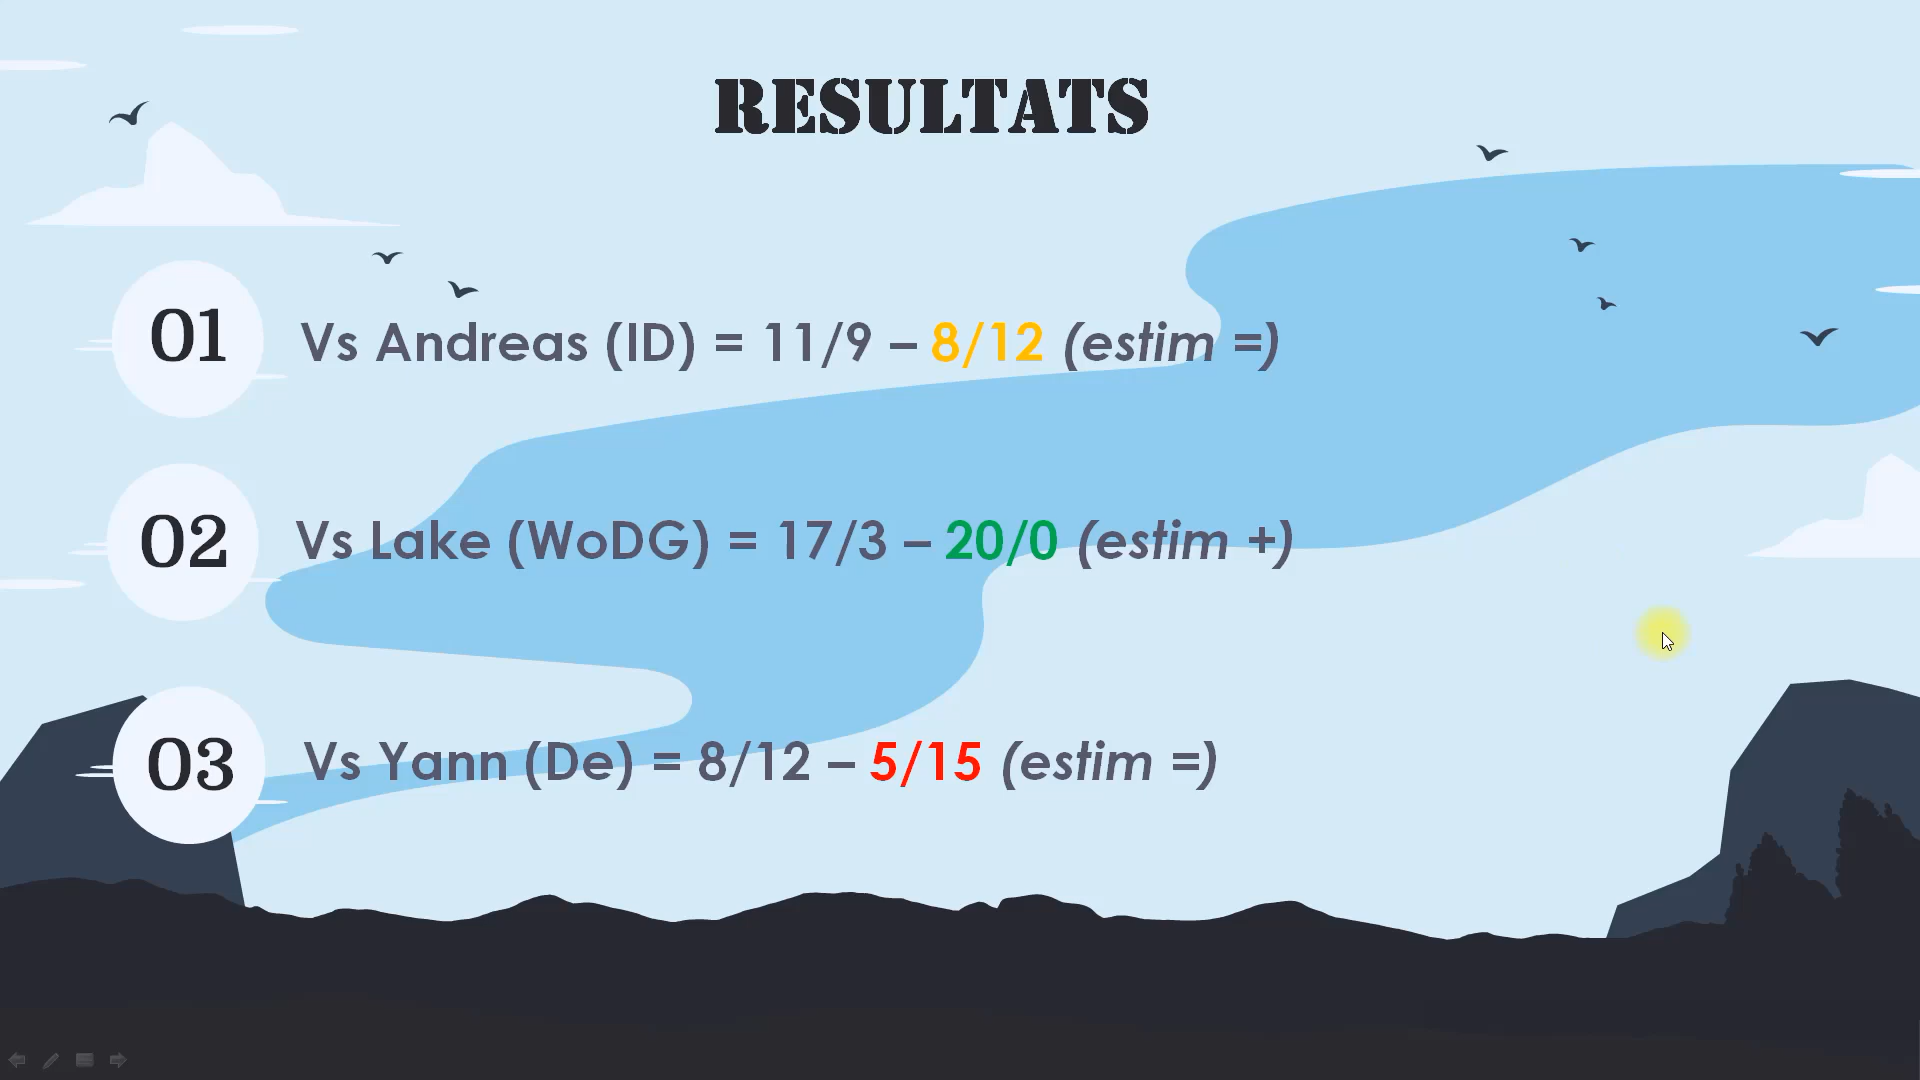 RESULTATS
01
Vs Andreas (ID) = 11/9 – 8/12 (estim =)
02
Vs Lake (WoDG) = 17/3 – 20/0 (estim +)
03
Vs Yann (De) = 8/12 – 5/15 (estim =)